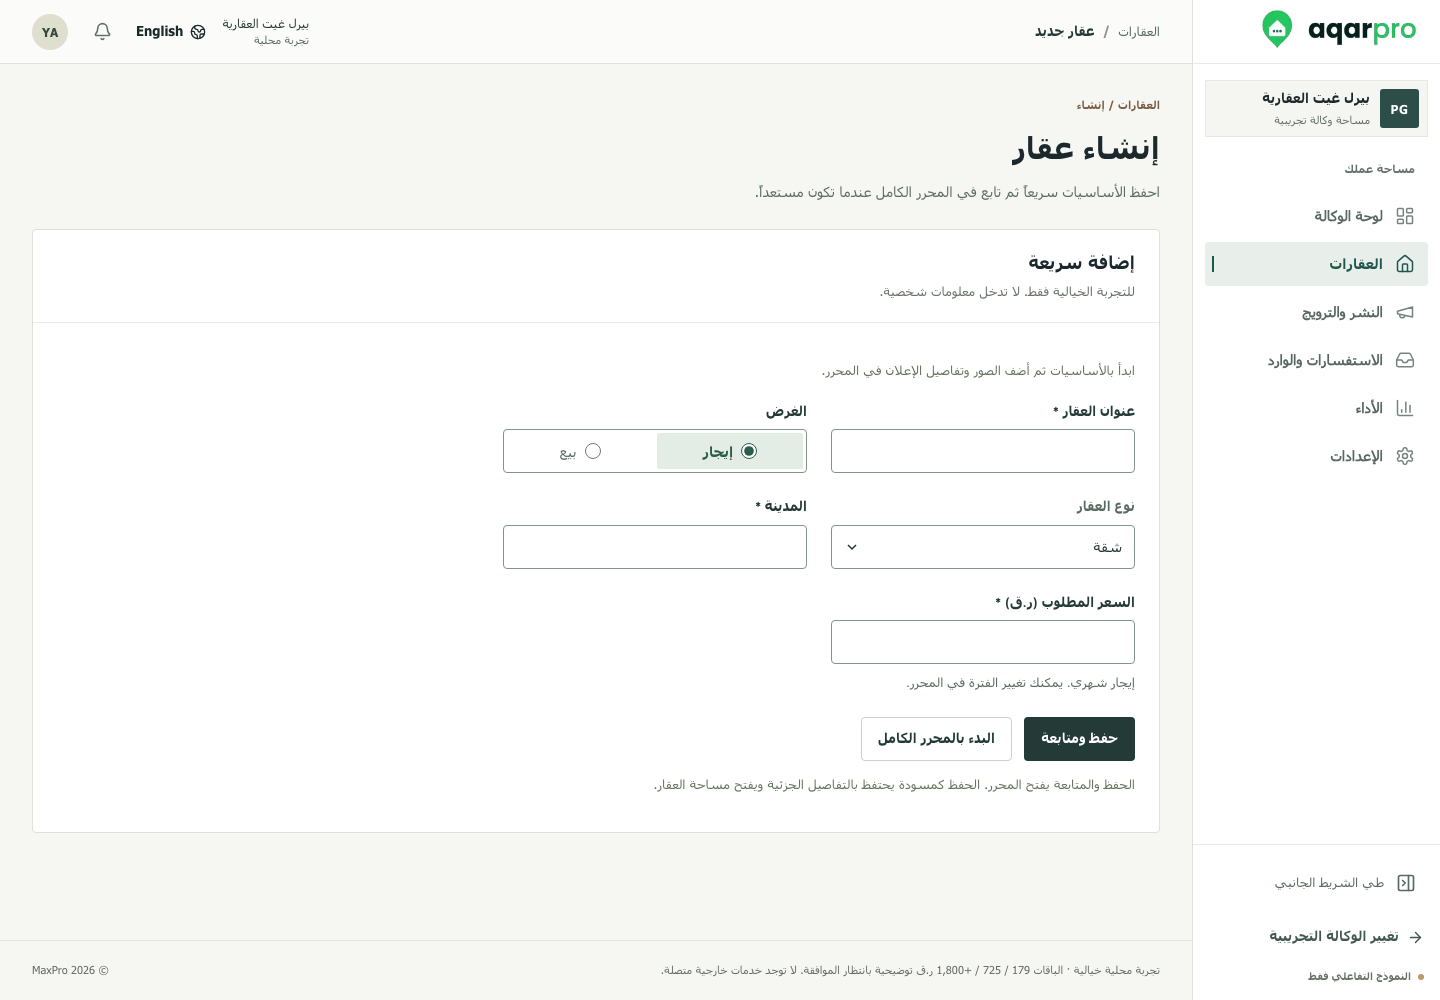 aqarpro
العقارات / عقار جديد
بيرل غيت العقارية
تجربة محلية
English
YA
PG
بيرل غيت العقارية
مساحة وكالة تجريبية
مساحة عملك
لوحة الوكالة
العقارات
النشر والترويج
الاستفسارات والوارد
الأداء
الإعدادات
طي الشريط الجانبي
تغيير الوكالة التجريبية
النموذج التفاعلي فقط
العقارات / إنشاء
إنشاء عقار
احفظ الأساسيات سريعاً ثم تابع في المحرر الكامل عندما تكون مستعداً.
إضافة سريعة
للتجربة الخيالية فقط. لا تدخل معلومات شخصية.
ابدأ بالأساسيات ثم أضف الصور وتفاصيل الإعلان في المحرر.
عنوان العقار *
الغرض
إيجار
بيع
نوع العقار
المدينة *
شقة
السعر المطلوب (ر.ق) *
إيجار شهري. يمكنك تغيير الفترة في المحرر.
حفظ ومتابعة
البدء بالمحرر الكامل
الحفظ والمتابعة يفتح المحرر. الحفظ كمسودة يحتفظ بالتفاصيل الجزئية ويفتح مساحة العقار.
تجربة محلية خيالية · الباقات 179 / 725 / +1,800 ر.ق توضيحية بانتظار الموافقة. لا توجد خدمات خارجية متصلة.
MaxPro 2026 ©